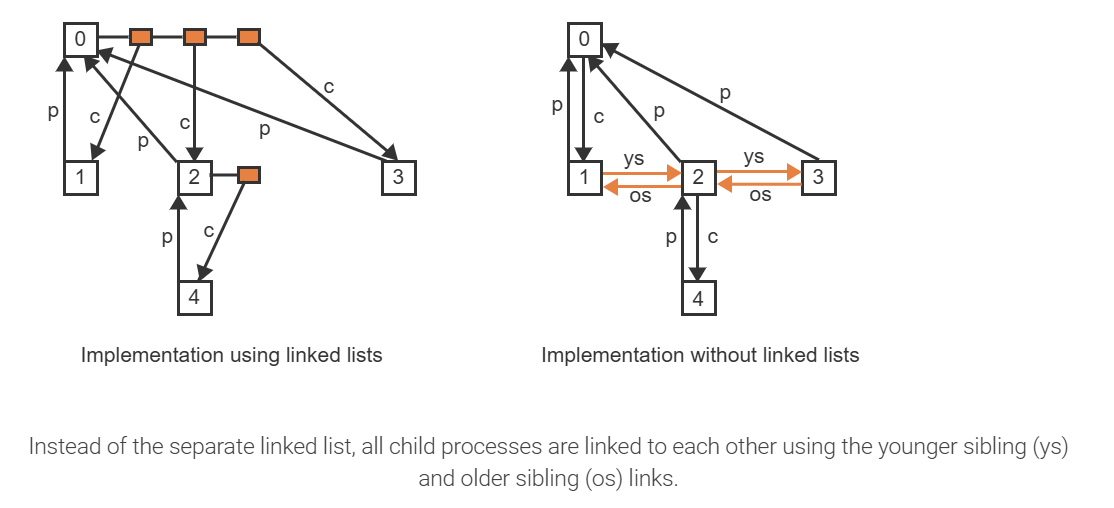 0
c
p
c
c
p
p
1
2
3
p
c
4
Implementation using linked lists
0
p
c
p
p
ys
ys
1
2
3
os
os
p
c
4
Implementation without linked lists
Instead of the separate linked list, all child processes are linked to each other using the younger sibling (ys)
and older sibling (os) links.